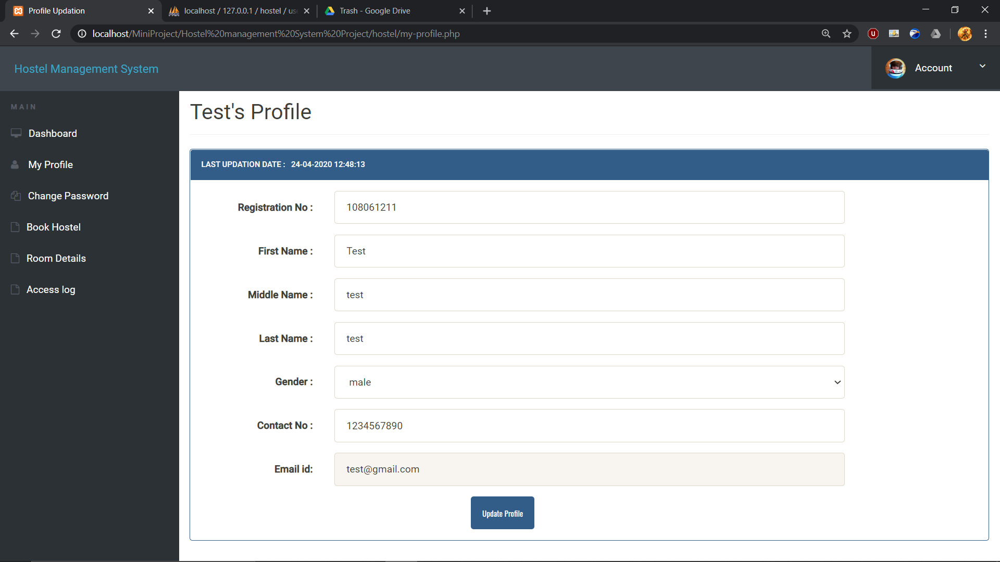 Profile Updation
localhost / 127.0.0.1 / hostel / us
Trash - Google Drive
localhost/MiniProject/Hostel%20management%20System%20Project/hostel/my-profile.php
Hostel Management System
Account
MAIN
Dashboard
My Profile
Change Password
Book Hostel
Room Details
Access log
Test's Profile
LAST UPDATION DATE : 24-04-2020 12:48:13
Registration No : 108061211
First Name : Test
Middle Name : test
Last Name : test
Gender : male
Contact No : 1234567890
Email id: test@gmail.com
Update Profile